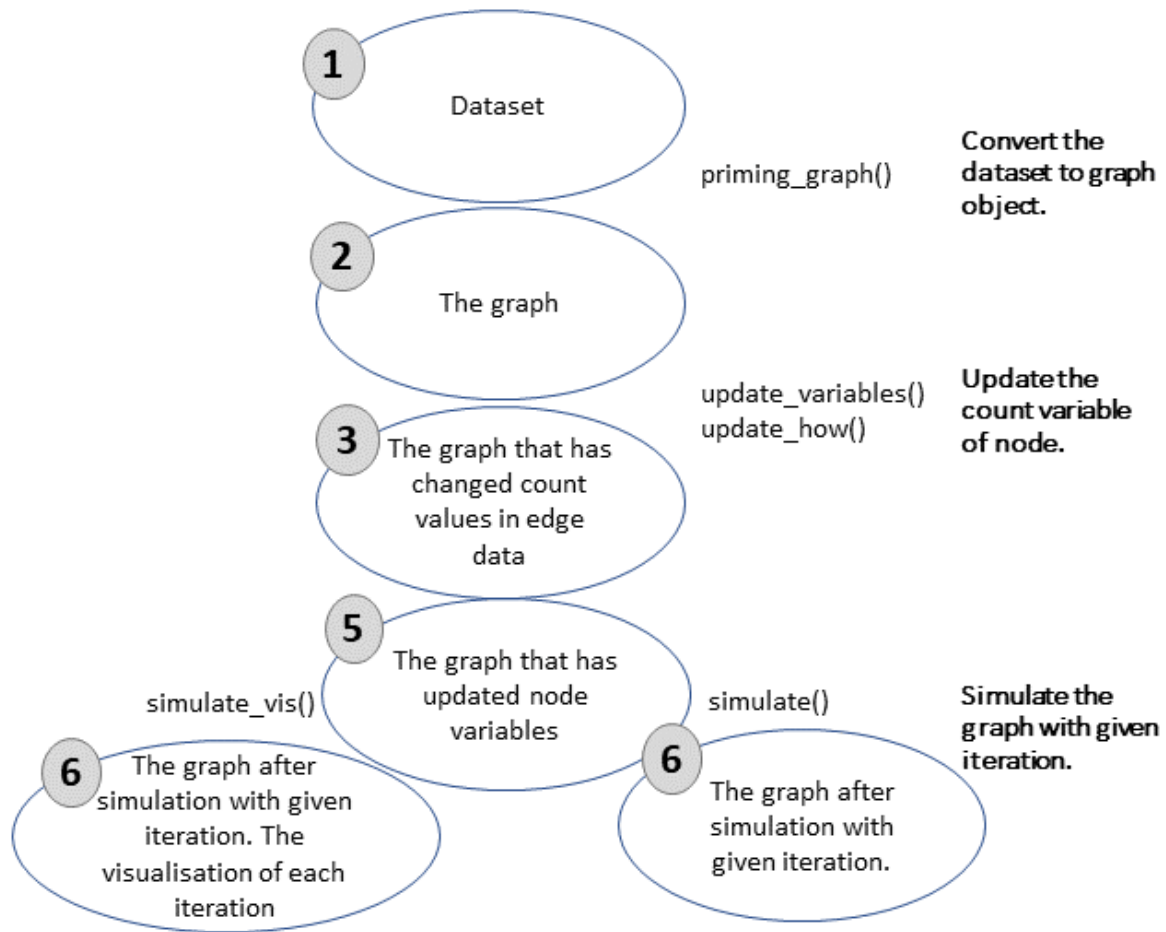 1
Dataset
priming_graph()
Convert the
dataset to graph
object.
2
The graph
update_variables()
update_how()
Update the
count variable
of node.
3
The graph that has
changed count
values in edge
data
5
The graph that has
updated node
variables
simulate_vis()
simulate()
Simulate the
graph with given
iteration.
6
The graph after
simulation with given
iteration. The
visualisation of each
iteration
6
The graph after
simulation with
given iteration.